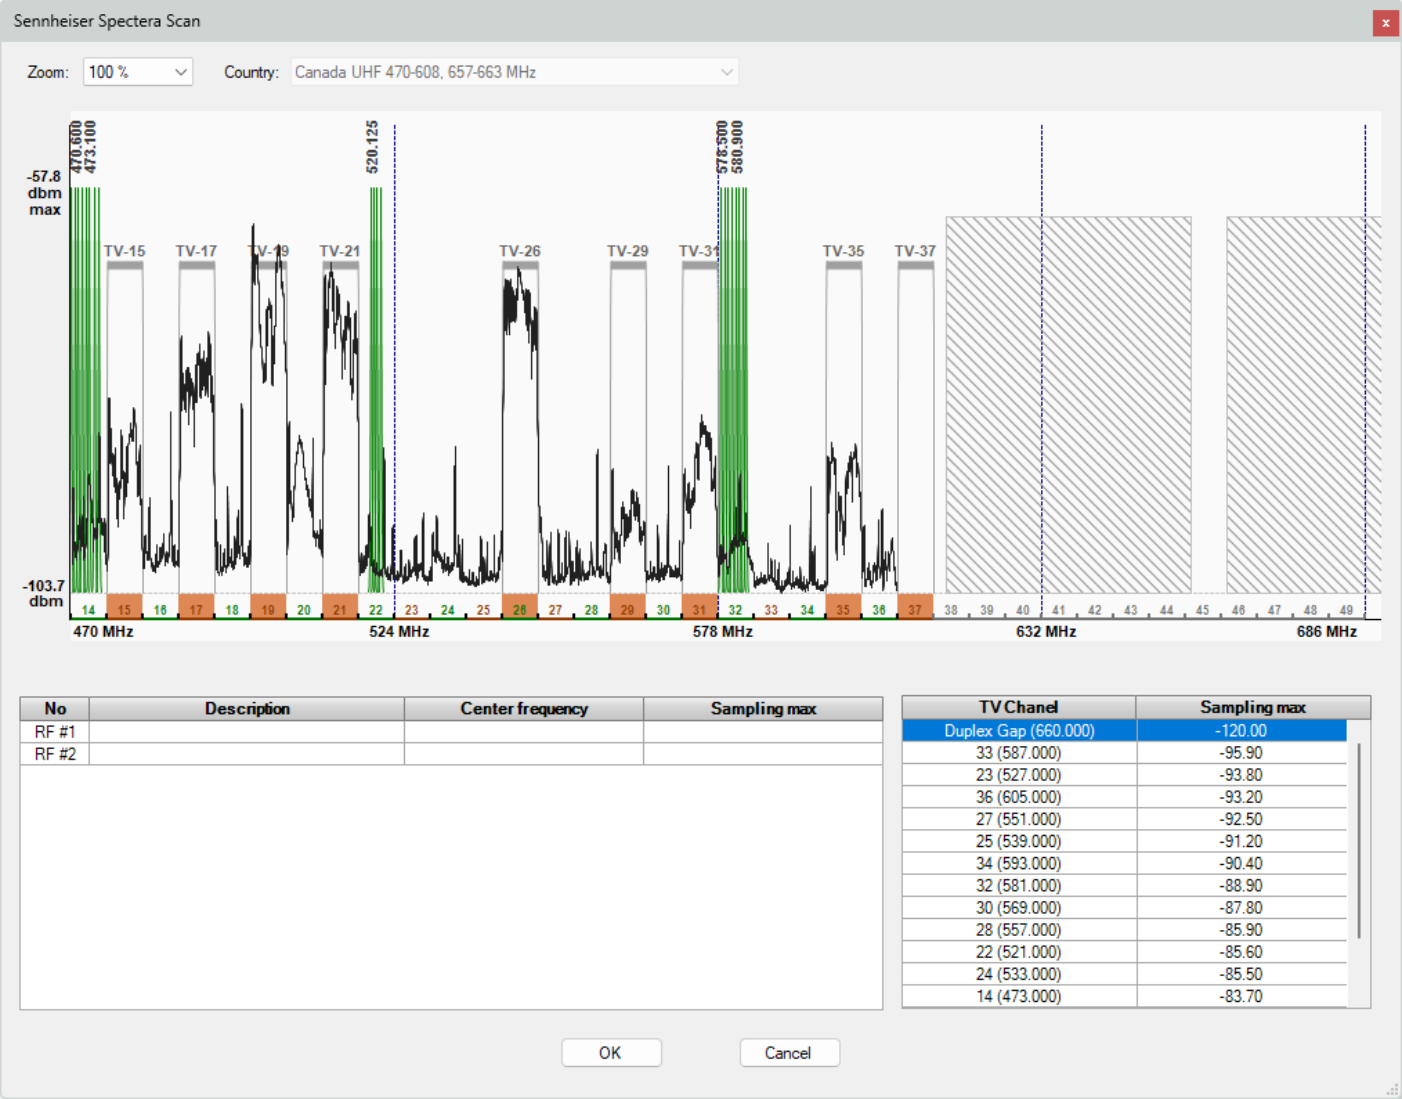 Sennheiser Spectera Scan
x
Zoom: 100 % Country: Canada UHF 470-608, 657-663 MHz
470.600 473.100 520.125 578.500 580.900
-57.8
dbm
max
TV-15 TV-17 TV-19 TV-21 TV-26 TV-29 TV-31 TV-35 TV-37
-103.7
dbm
14 15 16 17 18 19 20 21 22 23 24 25 26 27 28 29 30 31 32 33 34 35 36 37 38 39 40 41 42 43 44 45 46 47 48 49
470 MHz 524 MHz 578 MHz 632 MHz 686 MHz
No Description Center frequency Sampling max
RF #1
RF #2
TV Chanel Sampling max
Duplex Gap (660.000) -120.00
33 (587.000) -95.90
23 (527.000) -93.80
36 (605.000) -93.20
27 (551.000) -92.50
25 (539.000) -91.20
34 (593.000) -90.40
32 (581.000) -88.90
30 (569.000) -87.80
28 (557.000) -85.90
22 (521.000) -85.60
24 (533.000) -85.50
14 (473.000) -83.70
OK Cancel